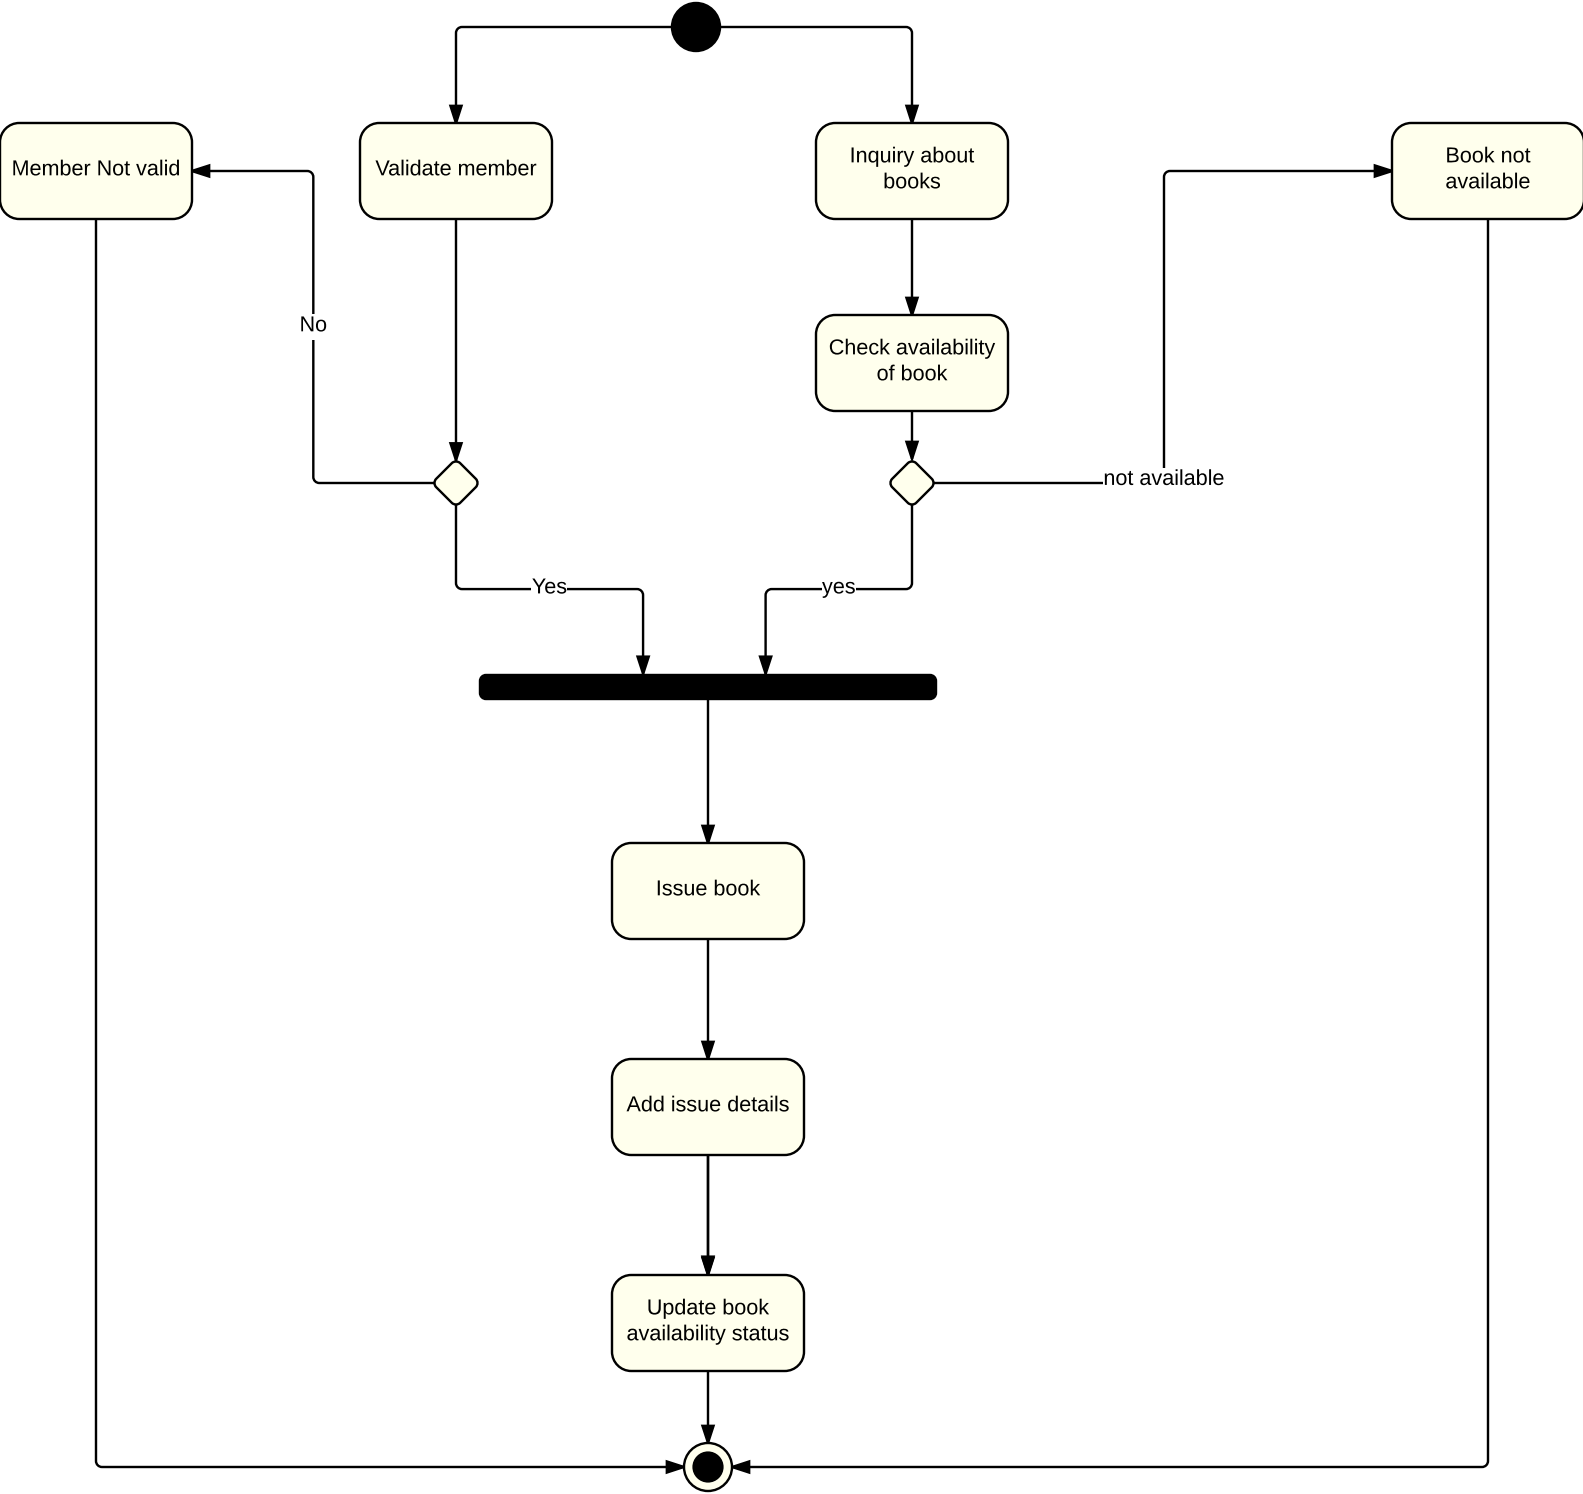 Member Not valid
Validate member
Inquiry about
books
Book not
available
No
Check availability
of book
not available
Yes
yes
Issue book
Add issue details
Update book
availability status